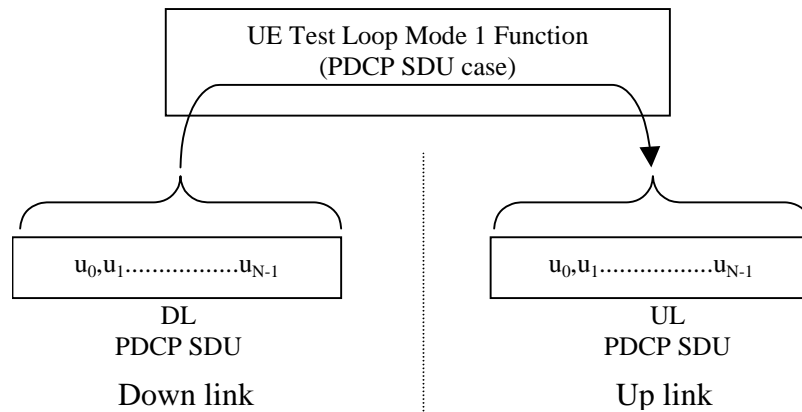 UE Test Loop Mode 1 Function
(PDCP SDU case)
u0,u1.................uN-1
u0,u1.................uN-1
DL
PDCP SDU
UL
PDCP SDU
Down link
Up link